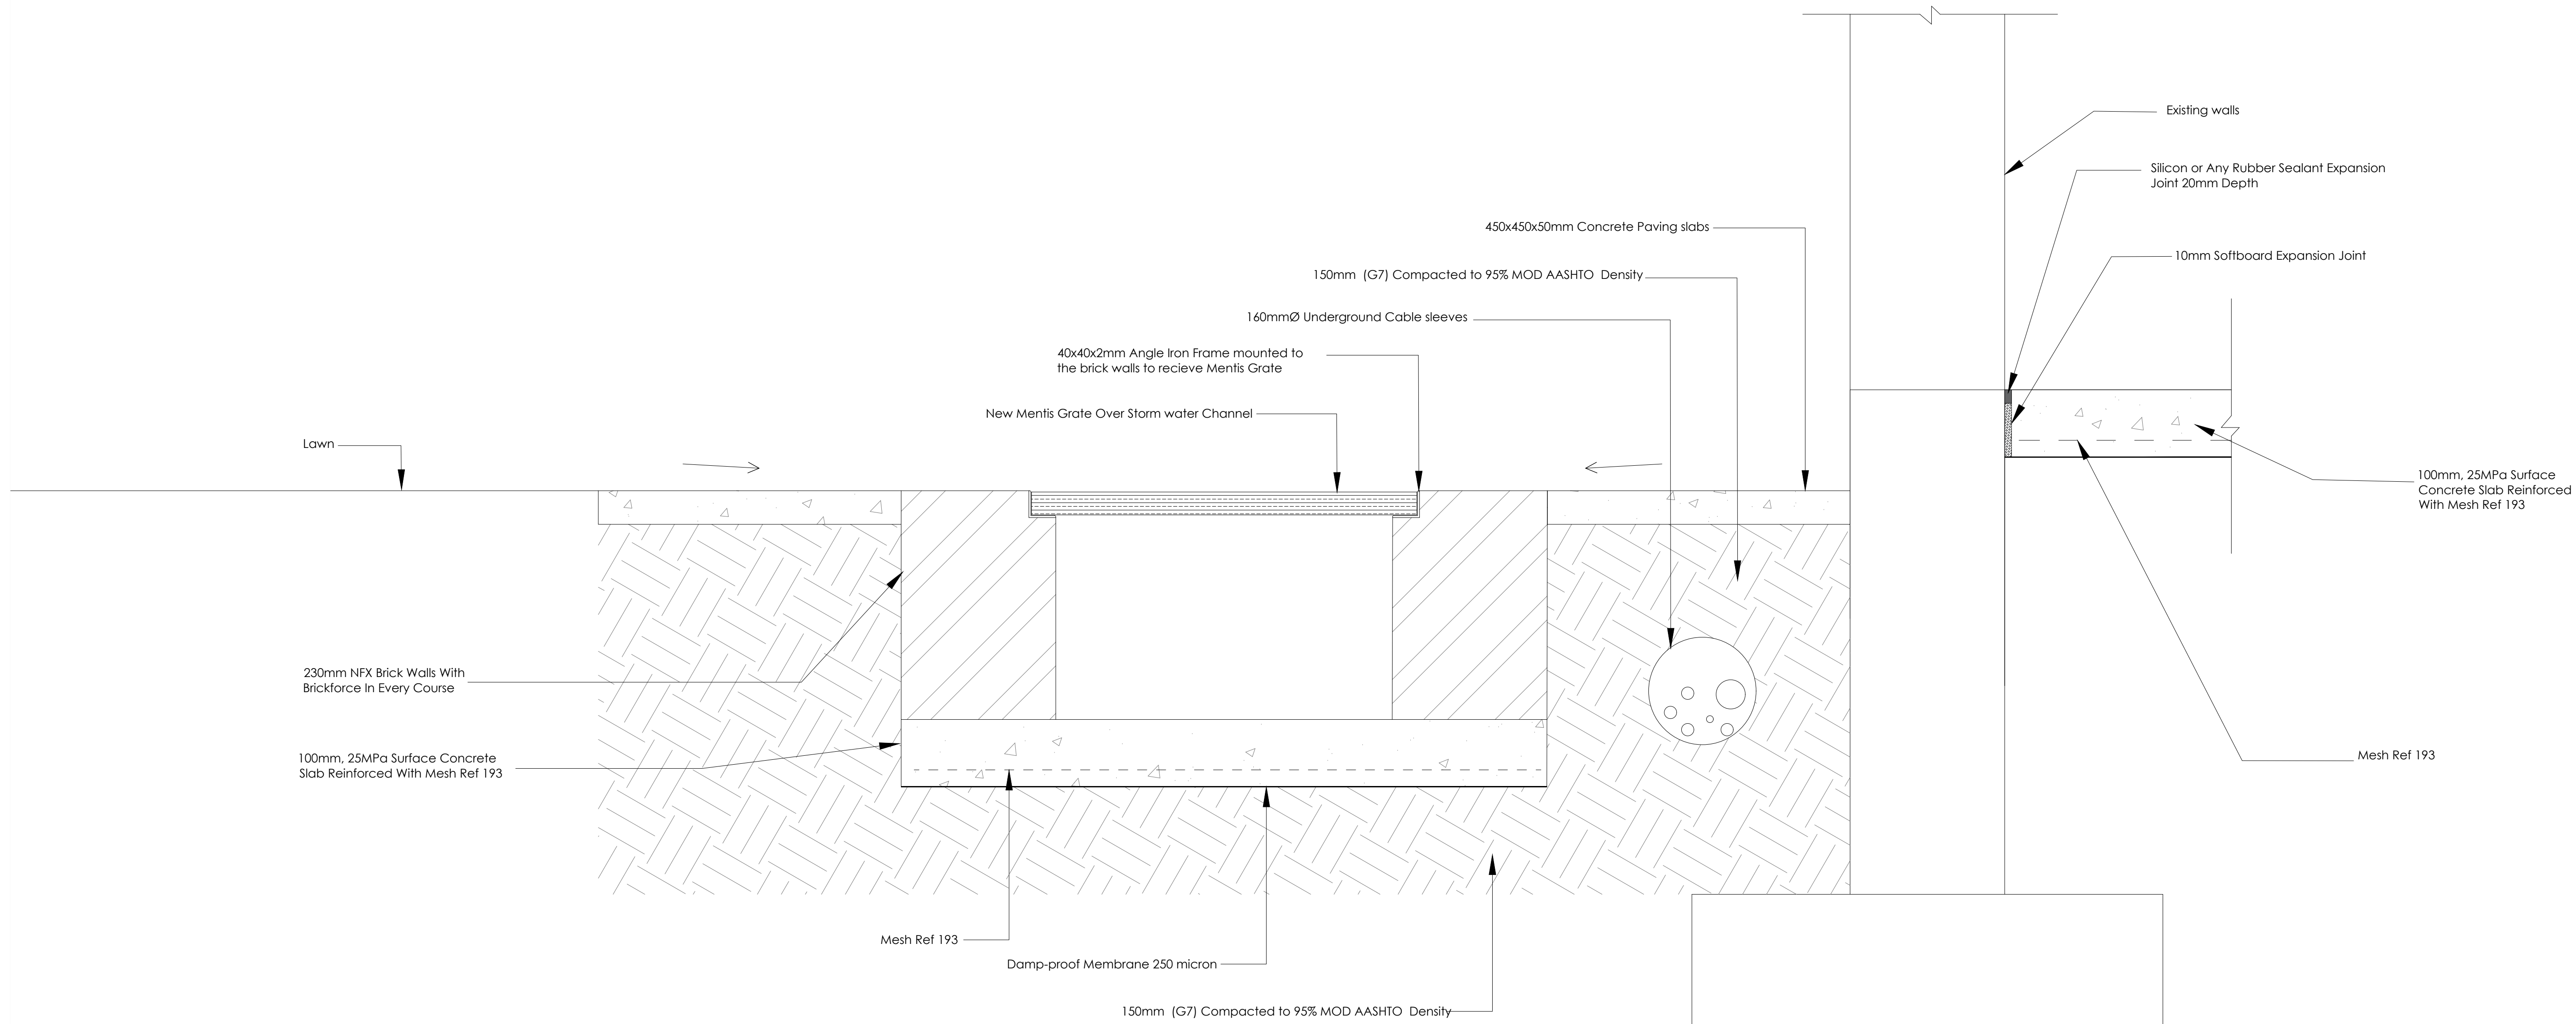 Existing walls
Silicon or Any Rubber Sealant Expansion
Joint 20mm Depth
450x450x50mm Concrete Paving slabs
10mm Softboard Expansion Joint
150mm  (G7) Compacted to 95% MOD AASHTO  Density
160mmØ Underground Cable sleeves
40x40x2mm Angle Iron Frame mounted to
the brick walls to recieve Mentis Grate
New Mentis Grate Over Storm water Channel
Lawn
100mm, 25MPa Surface
Concrete Slab Reinforced
With Mesh Ref 193
230mm NFX Brick Walls With
Brickforce In Every Course
100mm, 25MPa Surface Concrete
Slab Reinforced With Mesh Ref 193
Mesh Ref 193
Mesh Ref 193
Damp-proof Membrane 250 micron
150mm  (G7) Compacted to 95% MOD AASHTO  Density